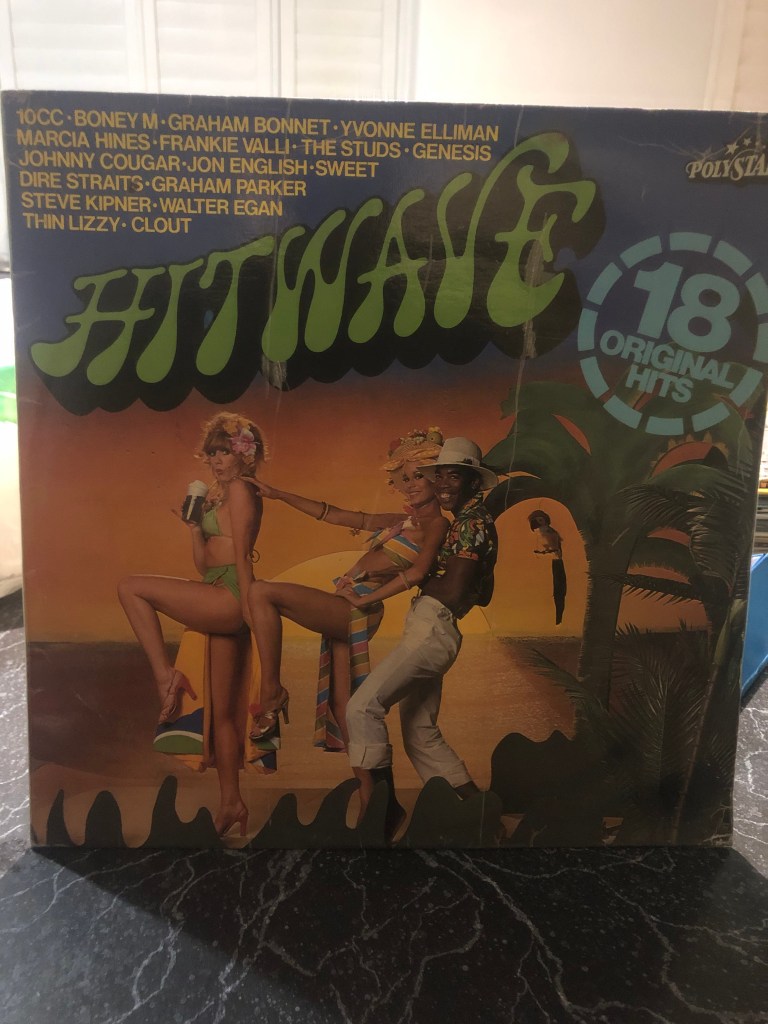 10CC · BONEY M · GRAHAM BONNET · YVONNE ELLIMAN
MARCIA HINES · FRANKIE VALLI · THE STUDS · GENESIS
JOHNNY COUGAR · JON ENGLISH · SWEET
DIRE STRAITS · GRAHAM PARKER
STEVE KIPNER · WALTER EGAN
THIN LIZZY · CLOUT
POLYSTAR
HITWAVE
18
ORIGINAL
HITS